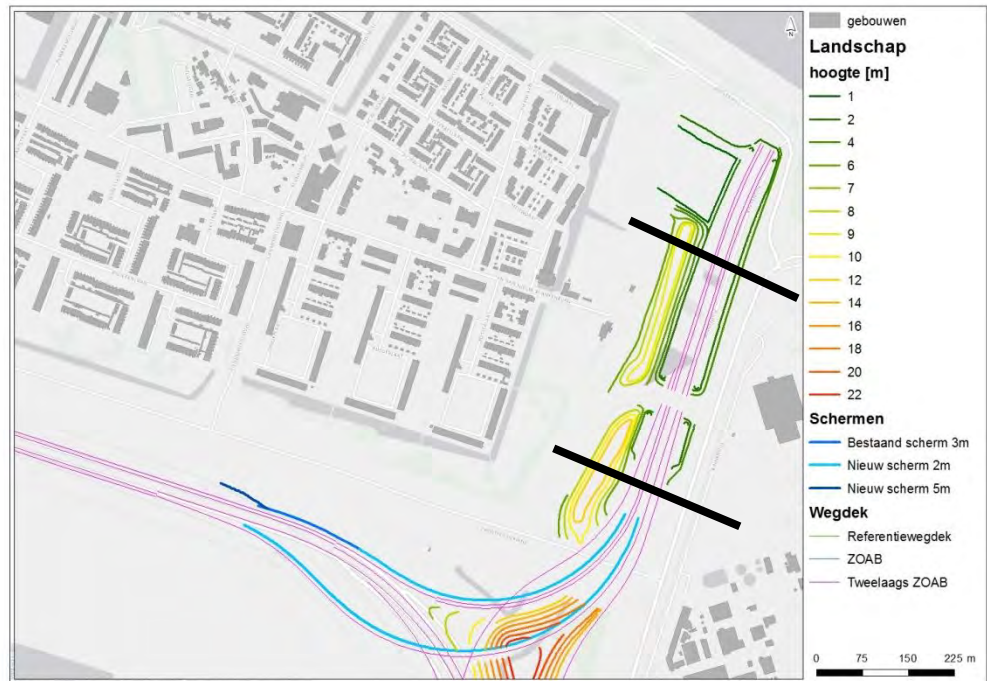 N
gebouwen
Landschap
hoogte [m]
1
2
4
6
7
8
9
10
12
14
16
18
20
22
Schermen
Bestaand scherm 3m
Nieuw scherm 2m
Nieuw scherm 5m
Wegdek
Referentiewegdek
ZOAB
Tweelaags ZOAB
0 75 150 225 m